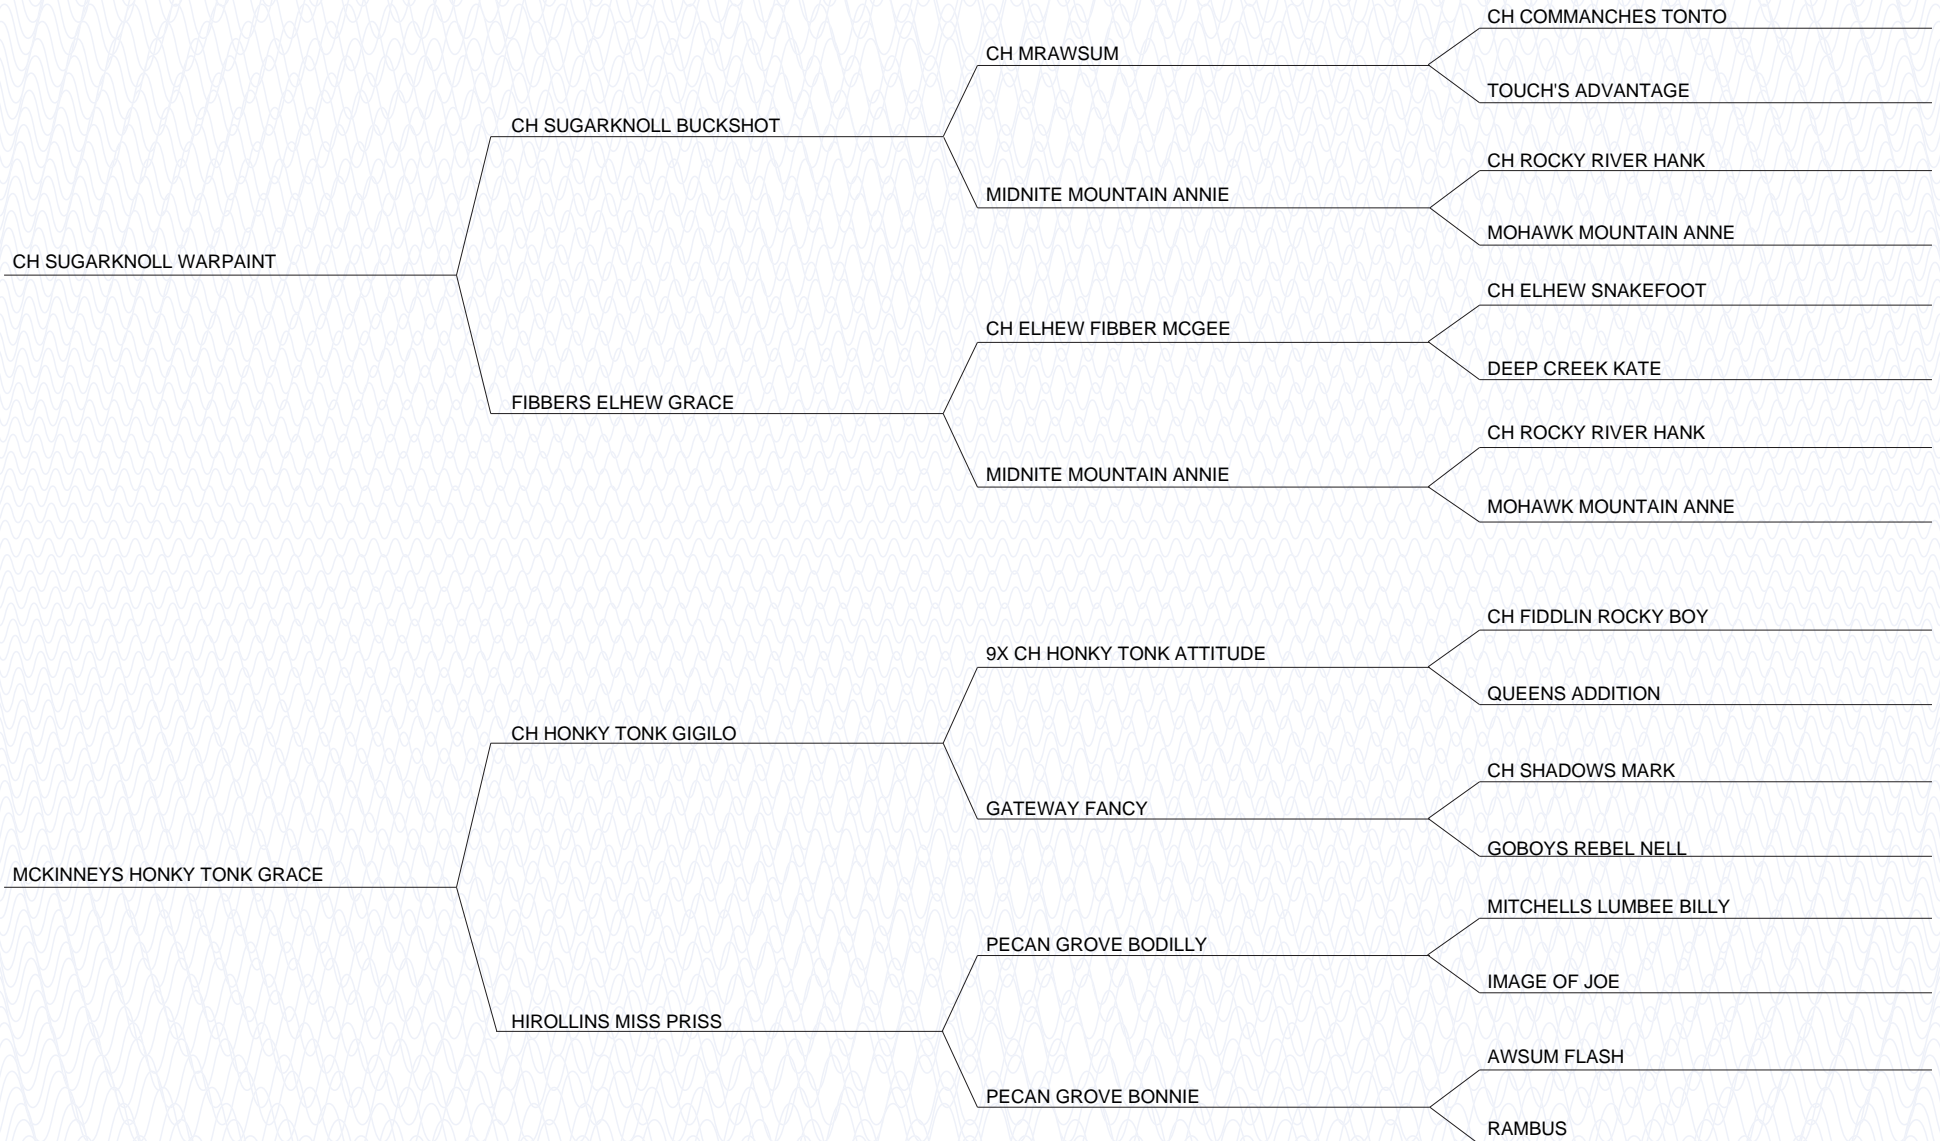 CH COMMANCHES TONTO
CH MRAWSUM
TOUCH'S ADVANTAGE
CH SUGARKNOLL BUCKSHOT
CH ROCKY RIVER HANK
MIDNITE MOUNTAIN ANNIE
MOHAWK MOUNTAIN ANNE
CH SUGARKNOLL WARPAINT
CH ELHEW SNAKEFOOT
CH ELHEW FIBBER MCGEE
DEEP CREEK KATE
FIBBERS ELHEW GRACE
CH ROCKY RIVER HANK
MIDNITE MOUNTAIN ANNIE
MOHAWK MOUNTAIN ANNE
CH FIDDLIN ROCKY BOY
9X CH HONKY TONK ATTITUDE
QUEENS ADDITION
CH HONKY TONK GIGILO
CH SHADOWS MARK
GATEWAY FANCY
GOBOYS REBEL NELL
MCKINNEYS HONKY TONK GRACE
MITCHELLS LUMBEE BILLY
PECAN GROVE BODILLY
IMAGE OF JOE
HIROLLINS MISS PRISS
AWSUM FLASH
PECAN GROVE BONNIE
RAMBUS